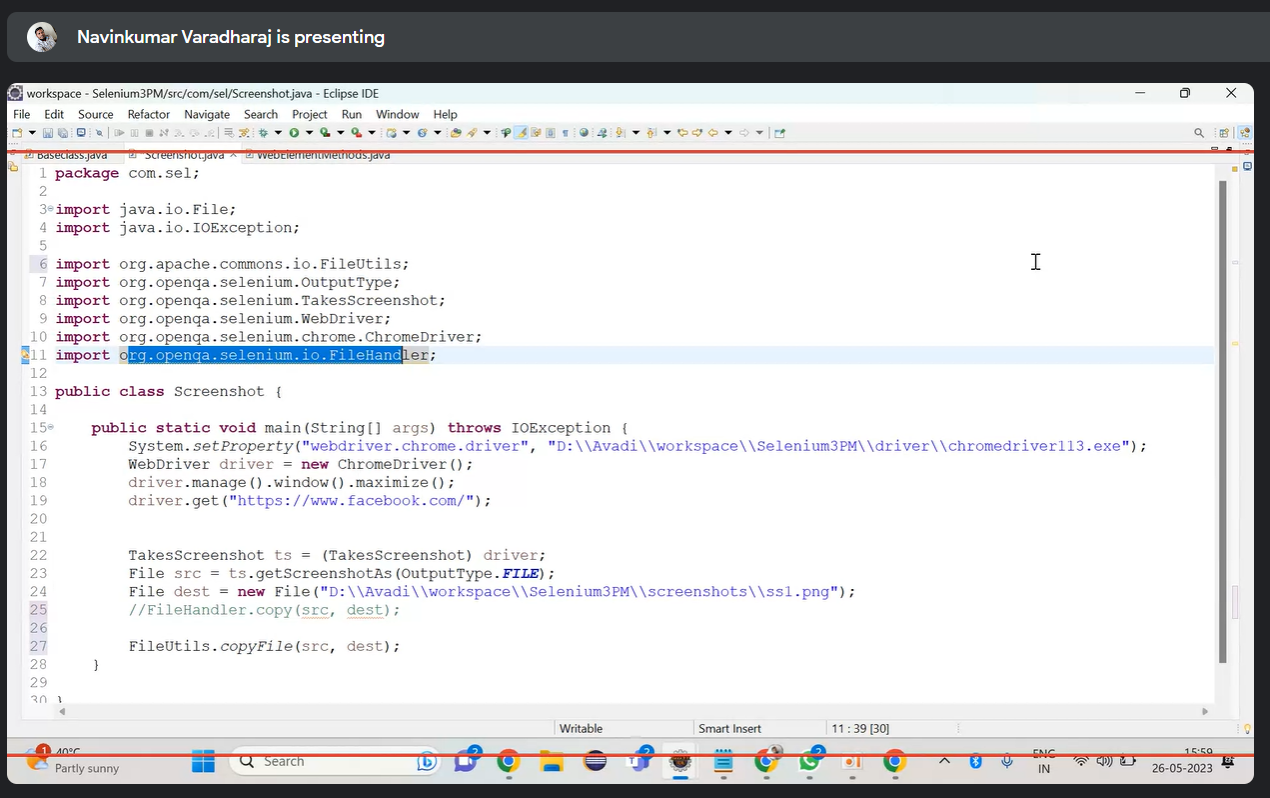 Navinkumar Varadharaj is presenting
workspace - Selenium3PM/src/com/sel/Screenshot.java - Eclipse IDE
File Edit Source Refactor Navigate Search Project Run Window Help
Baseclass.java Screenshot.java WebElementMethods.java
1 package com.sel;
2
3 import java.io.File;
4 import java.io.IOException;
5
6 import org.apache.commons.io.FileUtils;
7 import org.openqa.selenium.OutputType;
8 import org.openqa.selenium.TakesScreenshot;
9 import org.openqa.selenium.WebDriver;
10 import org.openqa.selenium.chrome.ChromeDriver;
11 import org.openqa.selenium.io.FileHandler;
12
13 public class Screenshot {
14
15 public static void main(String[] args) throws IOException {
16 System.setProperty("webdriver.chrome.driver", "D:\\Avadi\\workspace\\Selenium3PM\\driver\\chromedriver113.exe");
17 WebDriver driver = new ChromeDriver();
18 driver.manage().window().maximize();
19 driver.get("https://www.facebook.com/");
20
21
22 TakesScreenshot ts = (TakesScreenshot) driver;
23 File src = ts.getScreenshotAs(OutputType.FILE);
24 File dest = new File("D:\\Avadi\\workspace\\Selenium3PM\\screenshots\\ss1.png");
25 //FileHandler.copy(src, dest);
26
27 FileUtils.copyFile(src, dest);
28 }
29
30 }
Writable Smart Insert 11 : 39 [30]
1 40°C
Partly sunny
Search
2 2 2
ENG
IN
15:59
26-05-2023